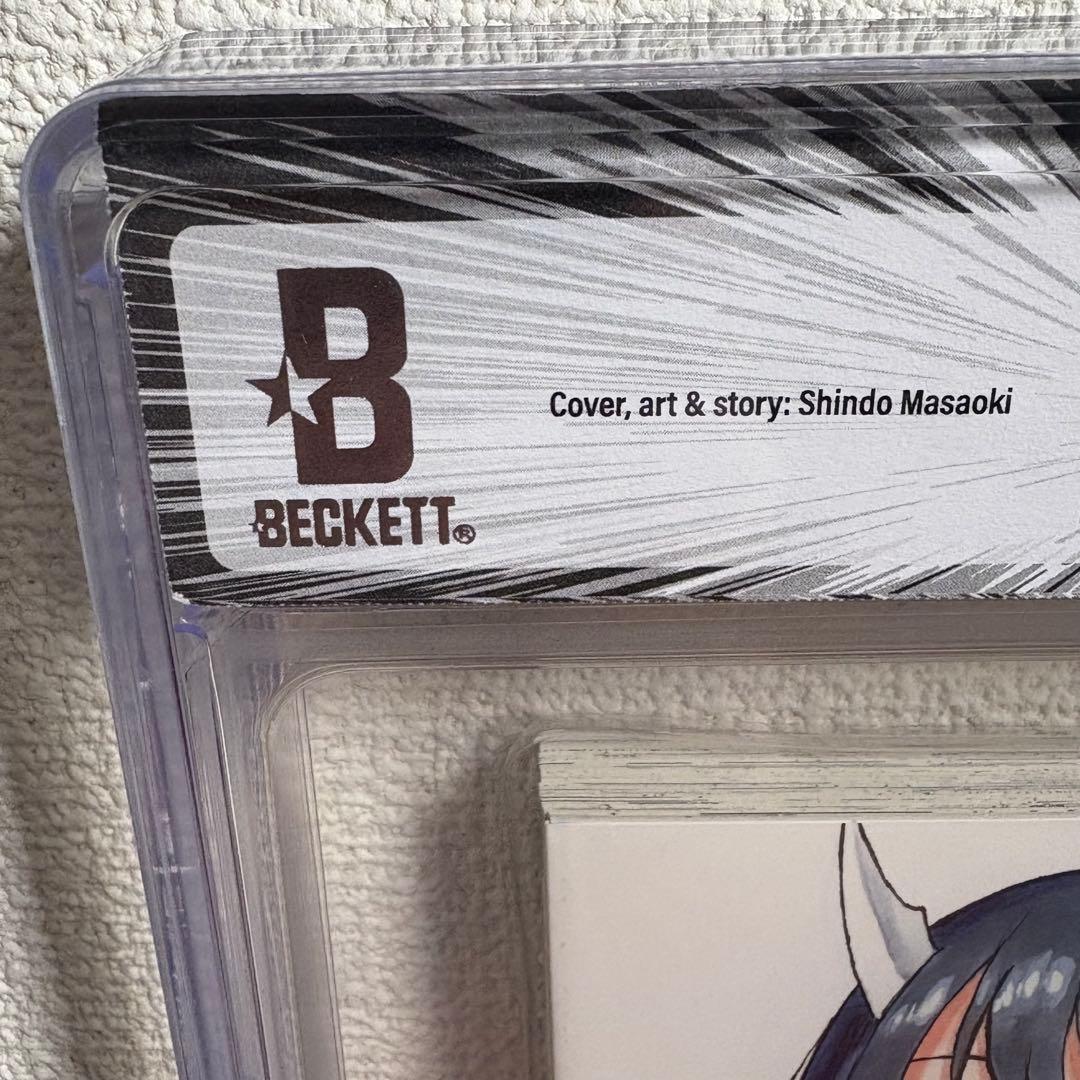 B
BECKETT®
Cover, art & story: Shindo Masaoki